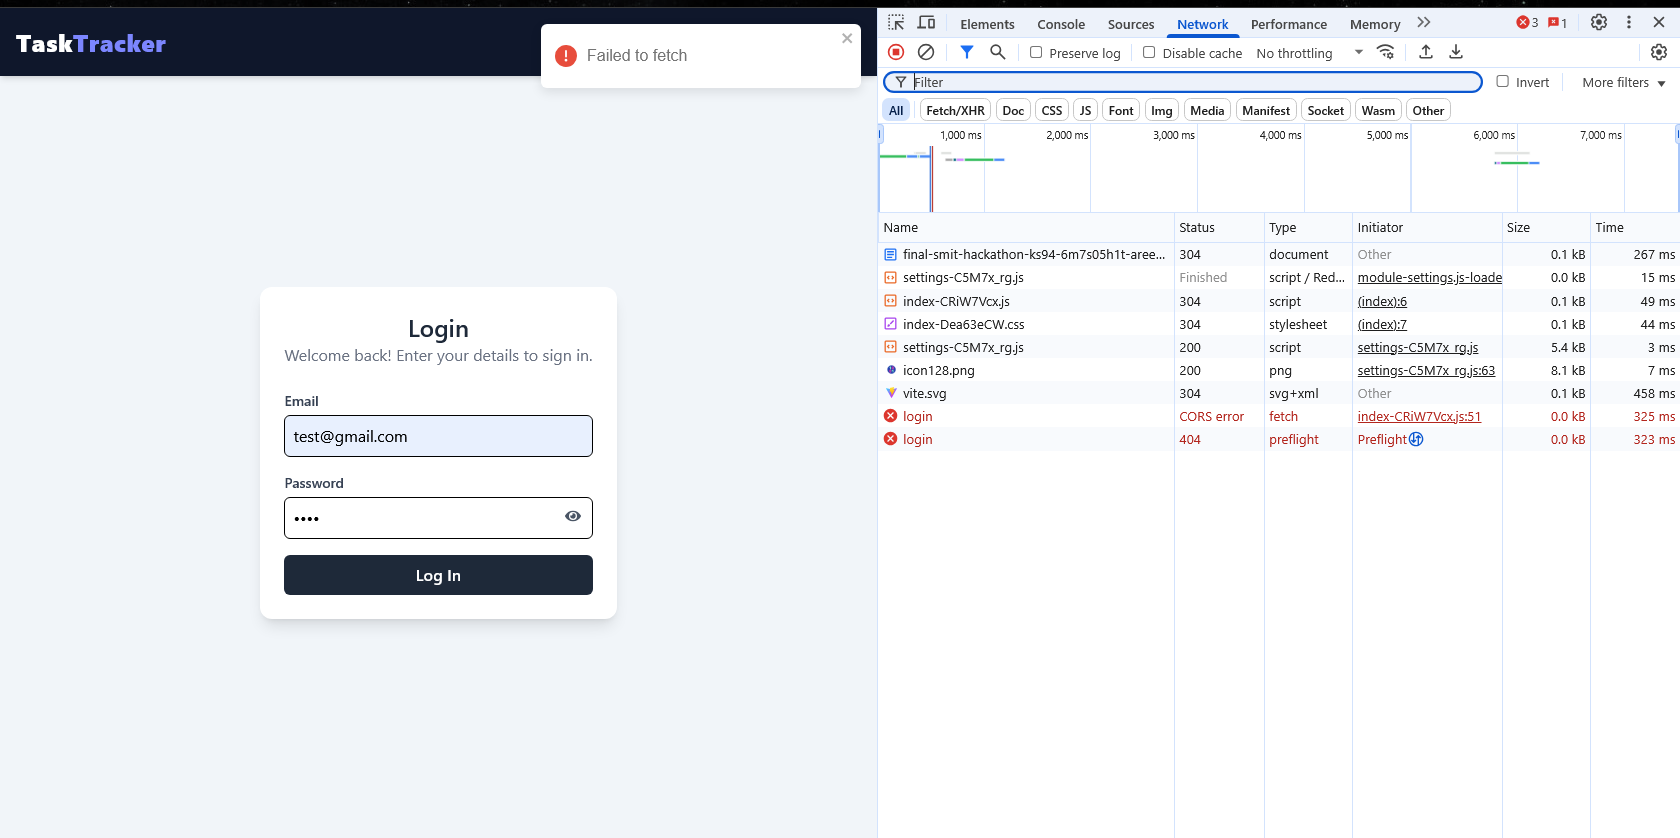 TaskTracker
Failed to fetch
Login
Welcome back! Enter your details to sign in.
Email
test@gmail.com
Password
••••
Log In
Elements Console Sources Network Performance Memory 3 1
Preserve log Disable cache No throttling
Filter Invert More filters
All Fetch/XHR Doc CSS JS Font Img Media Manifest Socket Wasm Other
1,000 ms 2,000 ms 3,000 ms 4,000 ms 5,000 ms 6,000 ms 7,000 ms
Name Status Type Initiator Size Time
final-smit-hackathon-ks94-6m7s05h1t-aree... 304 document Other 0.1 kB 267 ms
settings-C5M7x_rg.js Finished script / Red... module-settings.js-loade 0.0 kB 15 ms
index-CRiW7Vcx.js 304 script (index):6 0.1 kB 49 ms
index-Dea63eCW.css 304 stylesheet (index):7 0.1 kB 44 ms
settings-C5M7x_rg.js 200 script settings-C5M7x_rg.js 5.4 kB 3 ms
icon128.png 200 png settings-C5M7x_rg.js:63 8.1 kB 7 ms
vite.svg 304 svg+xml Other 0.1 kB 458 ms
login CORS error fetch index-CRiW7Vcx.js:51 0.0 kB 325 ms
login 404 preflight Preflight 0.0 kB 323 ms